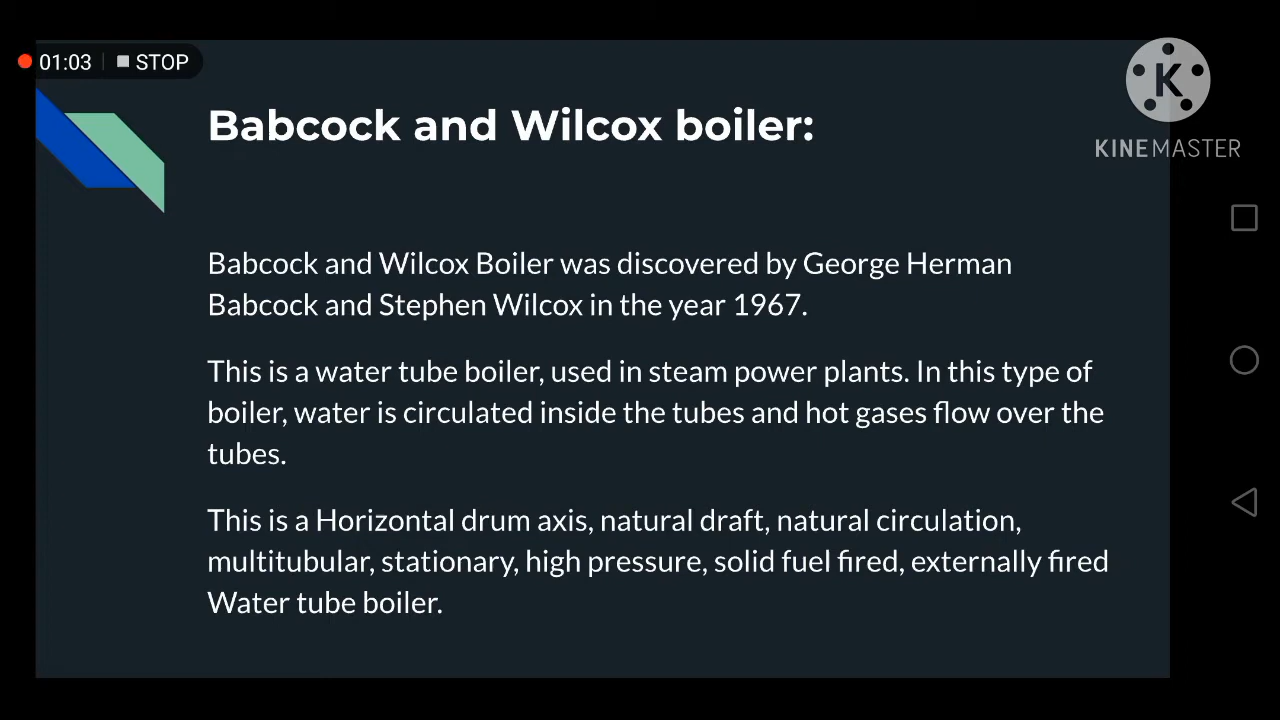 01:03 STOP
K
KINEMASTER
Babcock and Wilcox boiler:
Babcock and Wilcox Boiler was discovered by George Herman
Babcock and Stephen Wilcox in the year 1967.
This is a water tube boiler, used in steam power plants. In this type of
boiler, water is circulated inside the tubes and hot gases flow over the
tubes.
This is a Horizontal drum axis, natural draft, natural circulation,
multitubular, stationary, high pressure, solid fuel fired, externally fired
Water tube boiler.